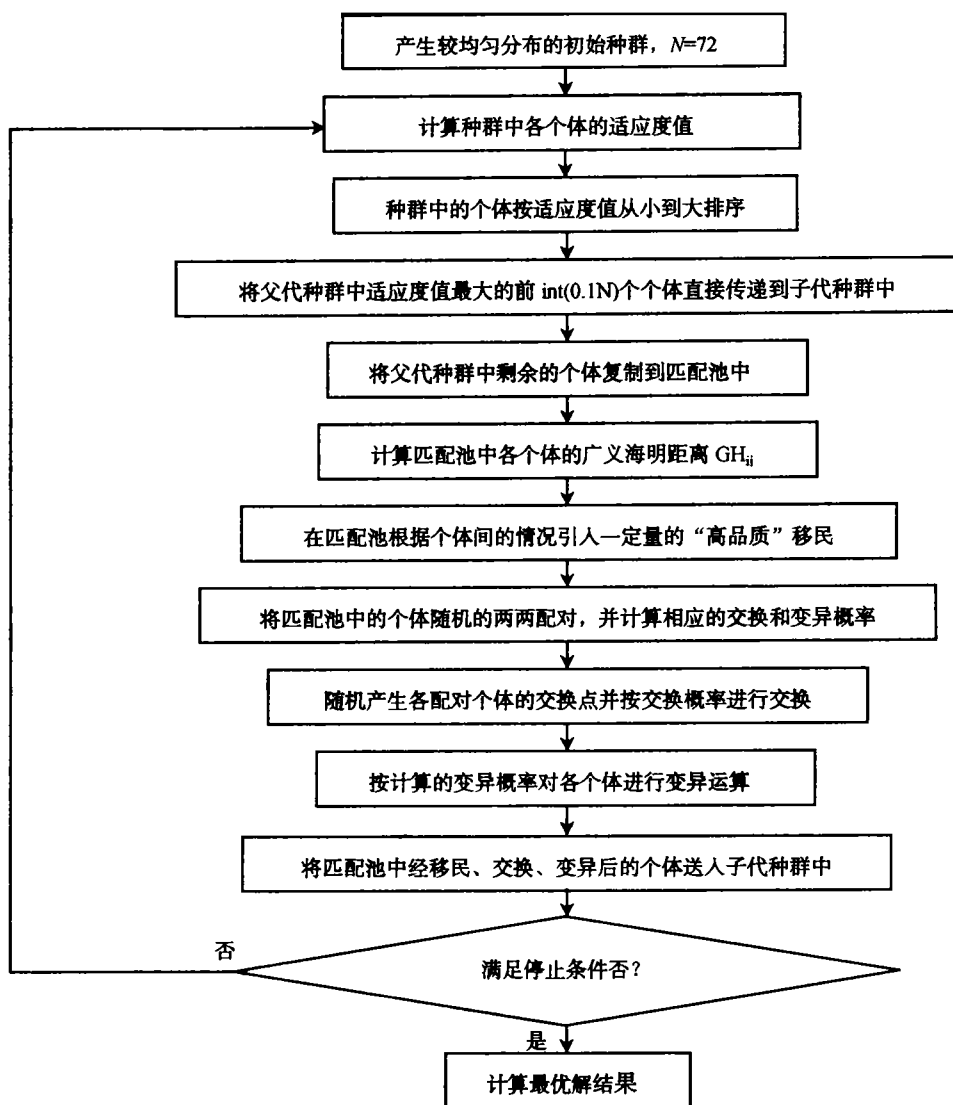 产生较均匀分布的初始种群，N=72
计算种群中各个体的适应度值
种群中的个体按适应度值从小到大排序
将父代种群中适应度值最大的前 int(0.1N)个个体直接传递到子代种群中
将父代种群中剩余的个体复制到匹配池中
计算匹配池中各个体的广义海明距离 GHij
在匹配池根据个体间的情况引入一定量的“高品质”移民
将匹配池中的个体随机的两两配对，并计算相应的交换和变异概率
随机产生各配对个体的交换点并按交换概率进行交换
按计算的变异概率对各个体进行变异运算
将匹配池中经移民、交换、变异后的个体送入子代种群中
否
满足停止条件否？
是
计算最优解结果